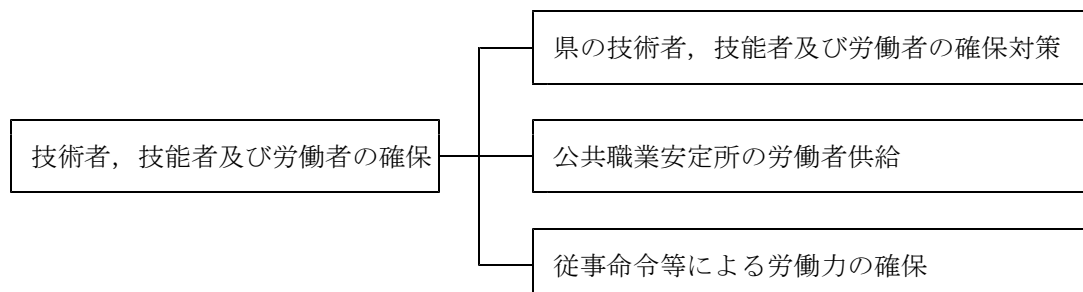 県の技術者，技能者及び労働者の確保対策
技術者，技能者及び労働者の確保
公共職業安定所の労働者供給
従事命令等による労働力の確保